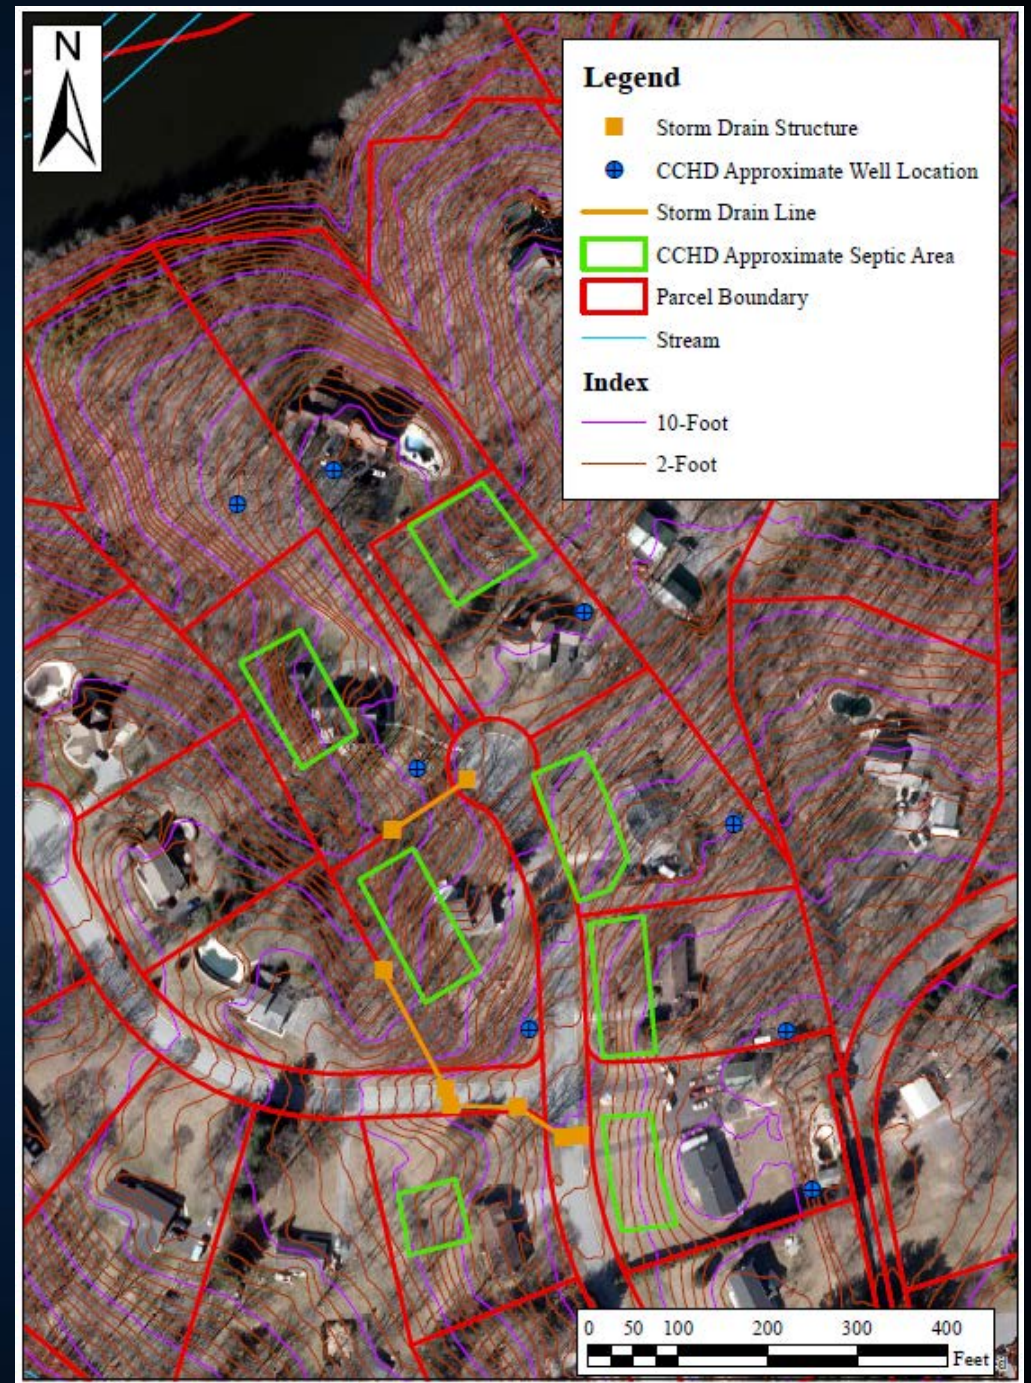 N
Legend
Storm Drain Structure
CCHD Approximate Well Location
Storm Drain Line
CCHD Approximate Septic Area
Parcel Boundary
Stream
Index
10-Foot
2-Foot
0 50 100 200 300 400
Feet